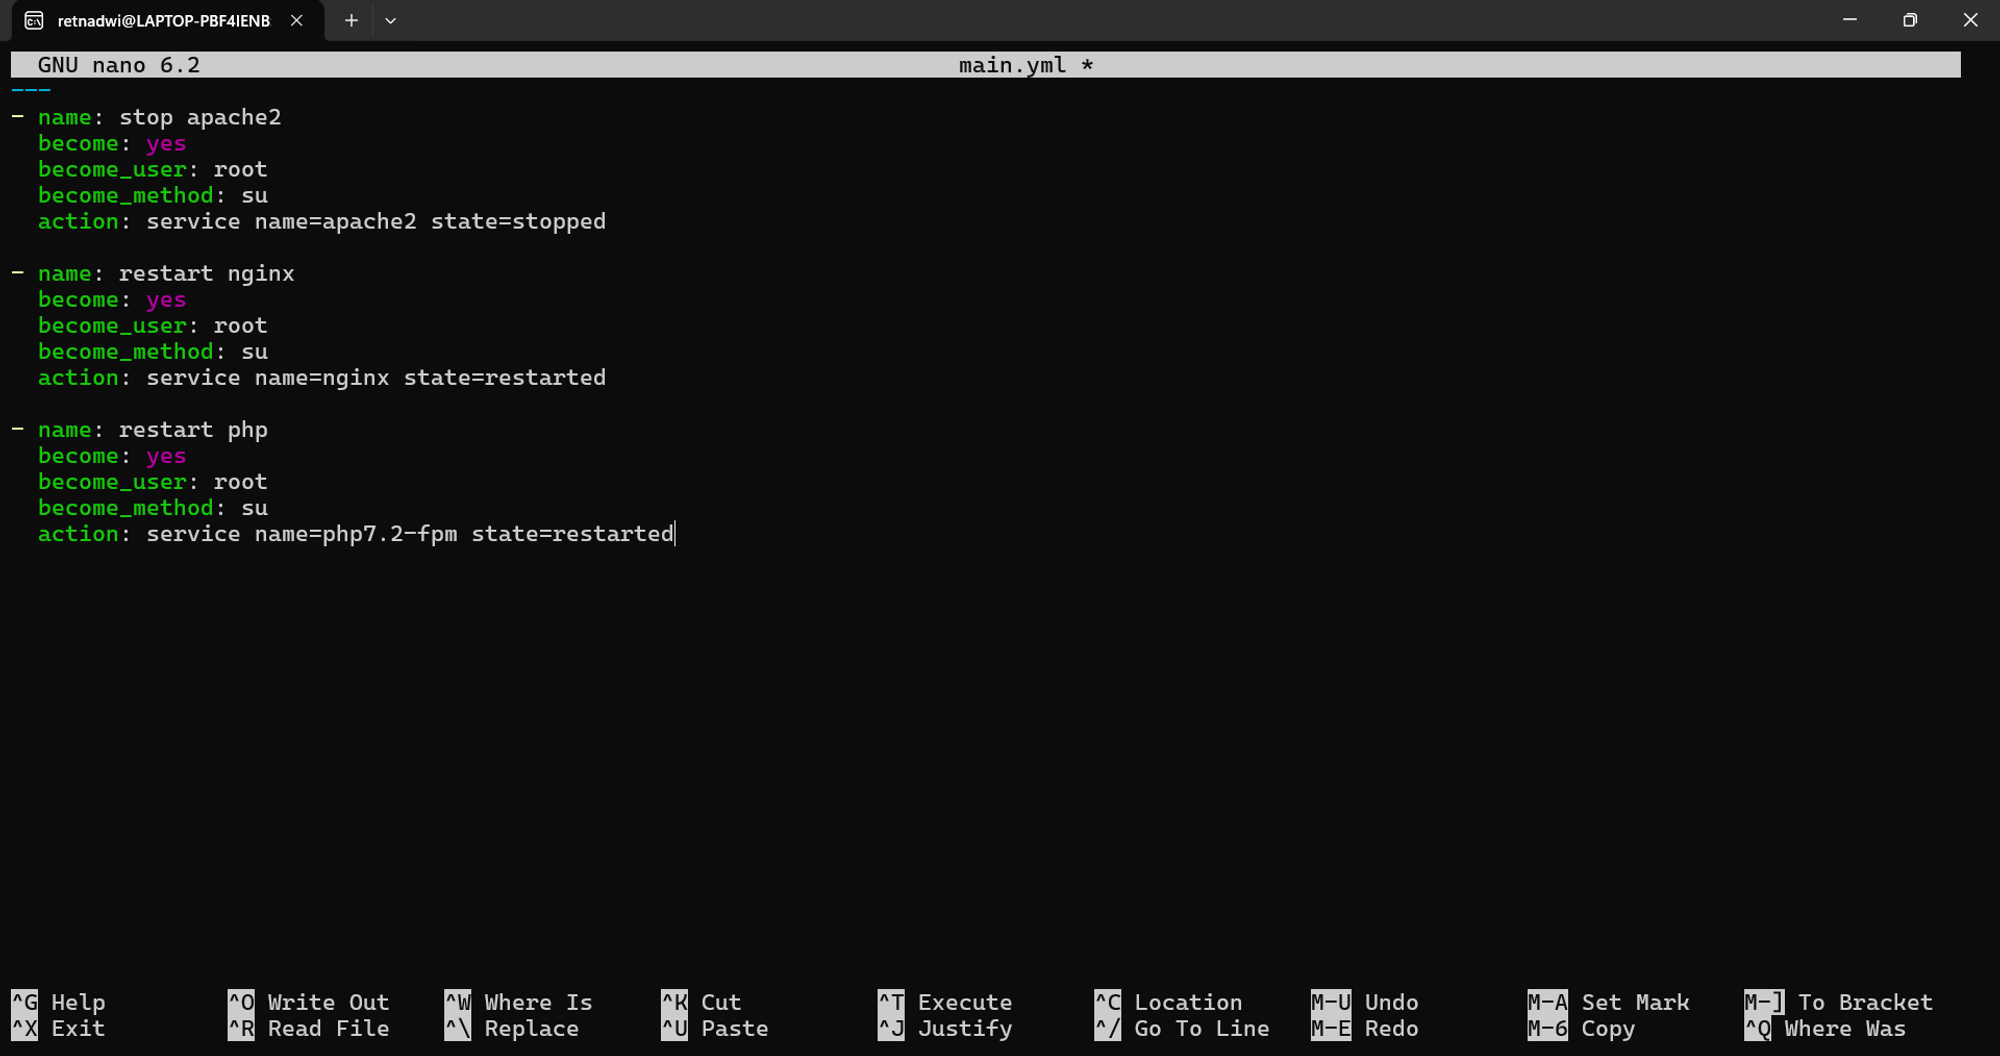 retnadwi@LAPTOP-PBF4IENB
GNU nano 6.2 main.yml *
---
- name: stop apache2
  become: yes
  become_user: root
  become_method: su
  action: service name=apache2 state=stopped

- name: restart nginx
  become: yes
  become_user: root
  become_method: su
  action: service name=nginx state=restarted

- name: restart php
  become: yes
  become_user: root
  become_method: su
  action: service name=php7.2-fpm state=restarted

^G Help ^O Write Out ^W Where Is ^K Cut ^T Execute ^C Location M-U Undo M-A Set Mark M-] To Bracket
^X Exit ^R Read File ^\ Replace ^U Paste ^J Justify ^/ Go To Line M-E Redo M-6 Copy ^Q Where Was